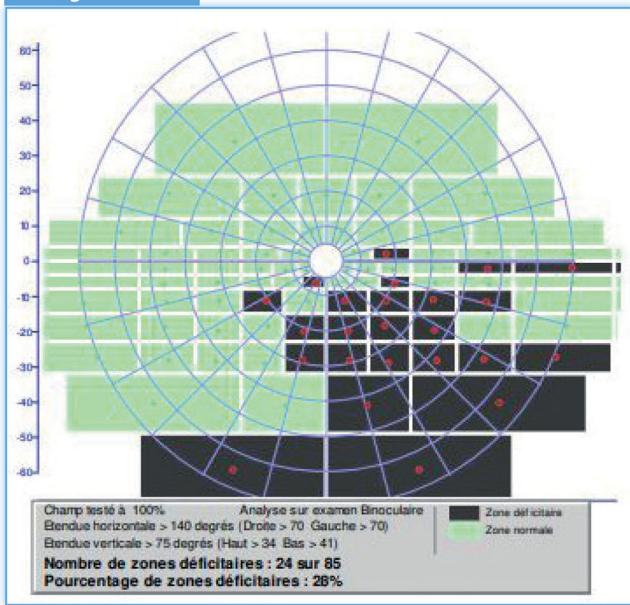 60
50
40
30
20
10
0
-10
-20
-30
-40
-50
-60
Champ testé à 100% Analyse sur examen Binoculaire
Etendue horizontale > 140 degrés (Droite > 70 Gauche > 70)
Etendue verticale > 75 degrés (Haut > 34 Bas > 41)
Nombre de zones déficitaires : 24 sur 85
Pourcentage de zones déficitaires : 28%
Zone déficitaire
Zone normale